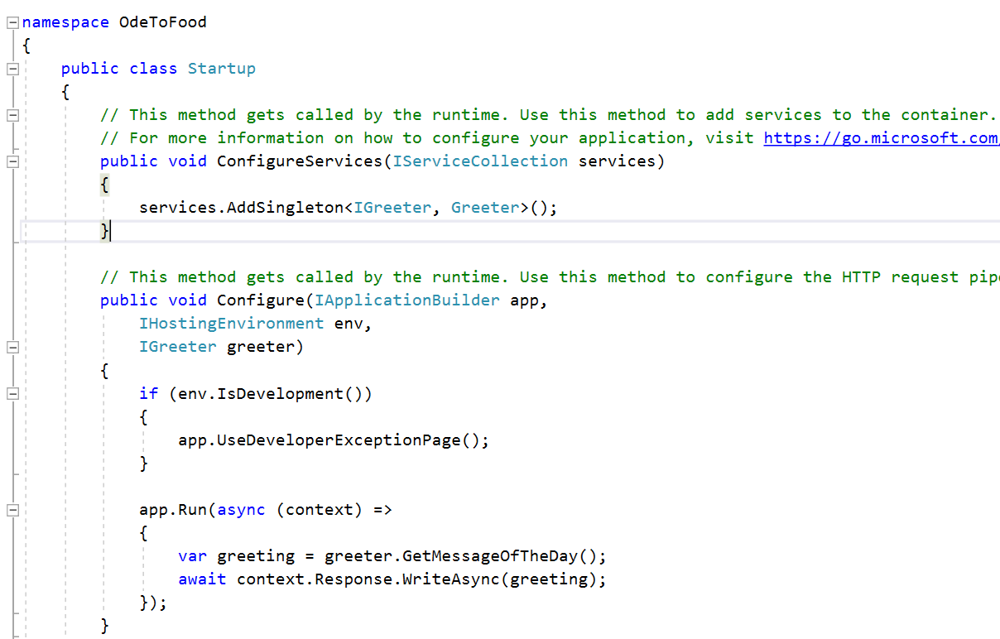 namespace OdeToFood
{
public class Startup
{
// This method gets called by the runtime. Use this method to add services to the container.
// For more information on how to configure your application, visit https://go.microsoft.com/
public void ConfigureServices(IServiceCollection services)
{
services.AddSingleton<IGreeter, Greeter>();
}
// This method gets called by the runtime. Use this method to configure the HTTP request
public void Configure(IApplicationBuilder app,
IHostingEnvironment env,
IGreeter greeter)
{
if (env.IsDevelopment())
{
app.UseDeveloperExceptionPage();
}
app.Run(async (context) =>
{
var greeting = greeter.GetMessageOfTheDay();
await context.Response.WriteAsync(greeting);
});
}